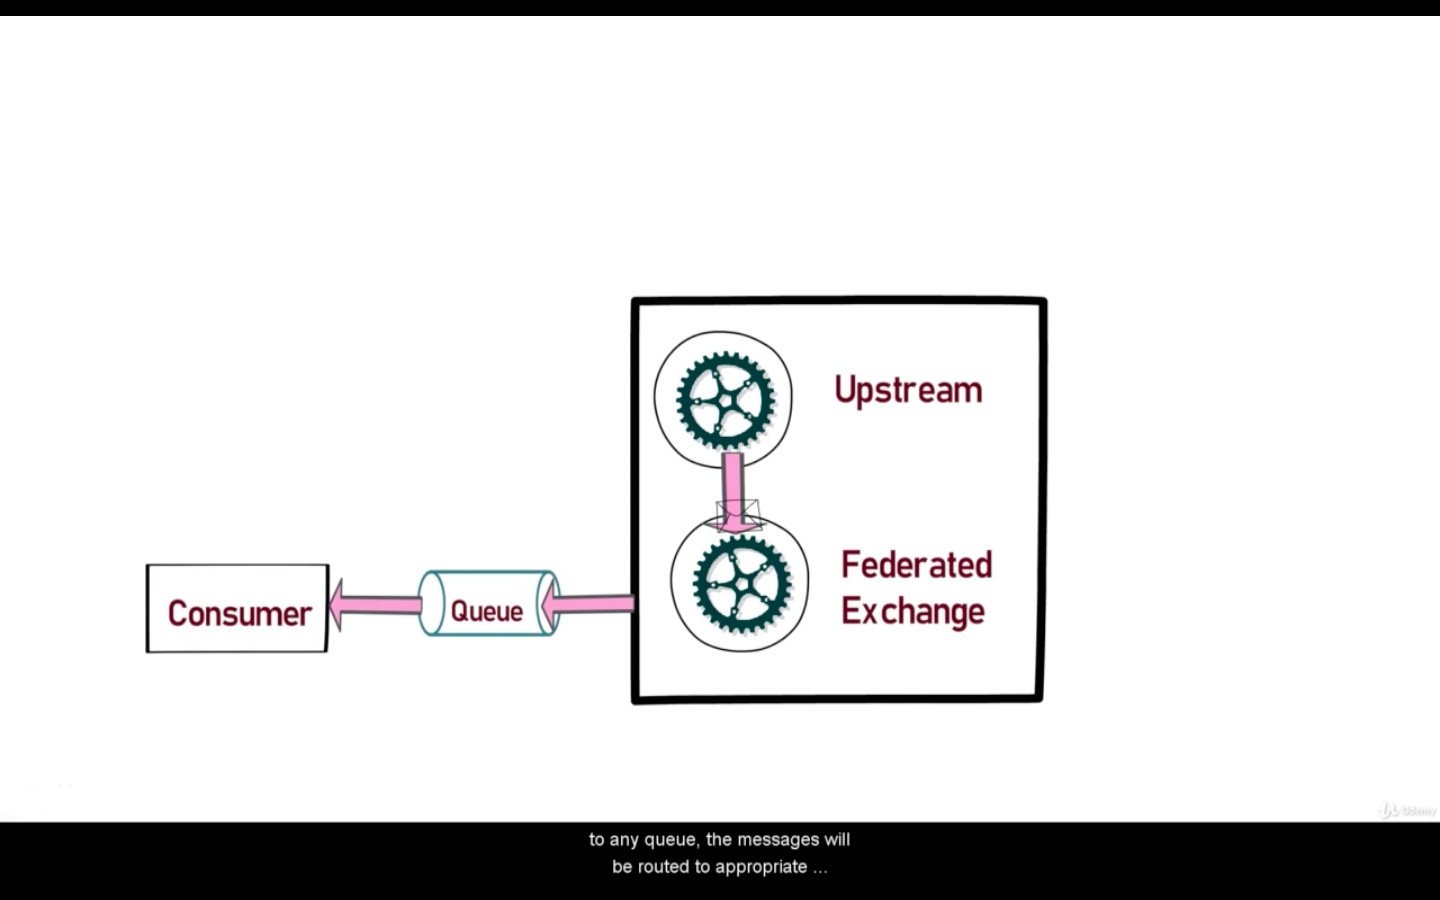 Upstream
Federated
Exchange
Consumer
Queue
Udemy
to any queue, the messages will
be routed to appropriate ...